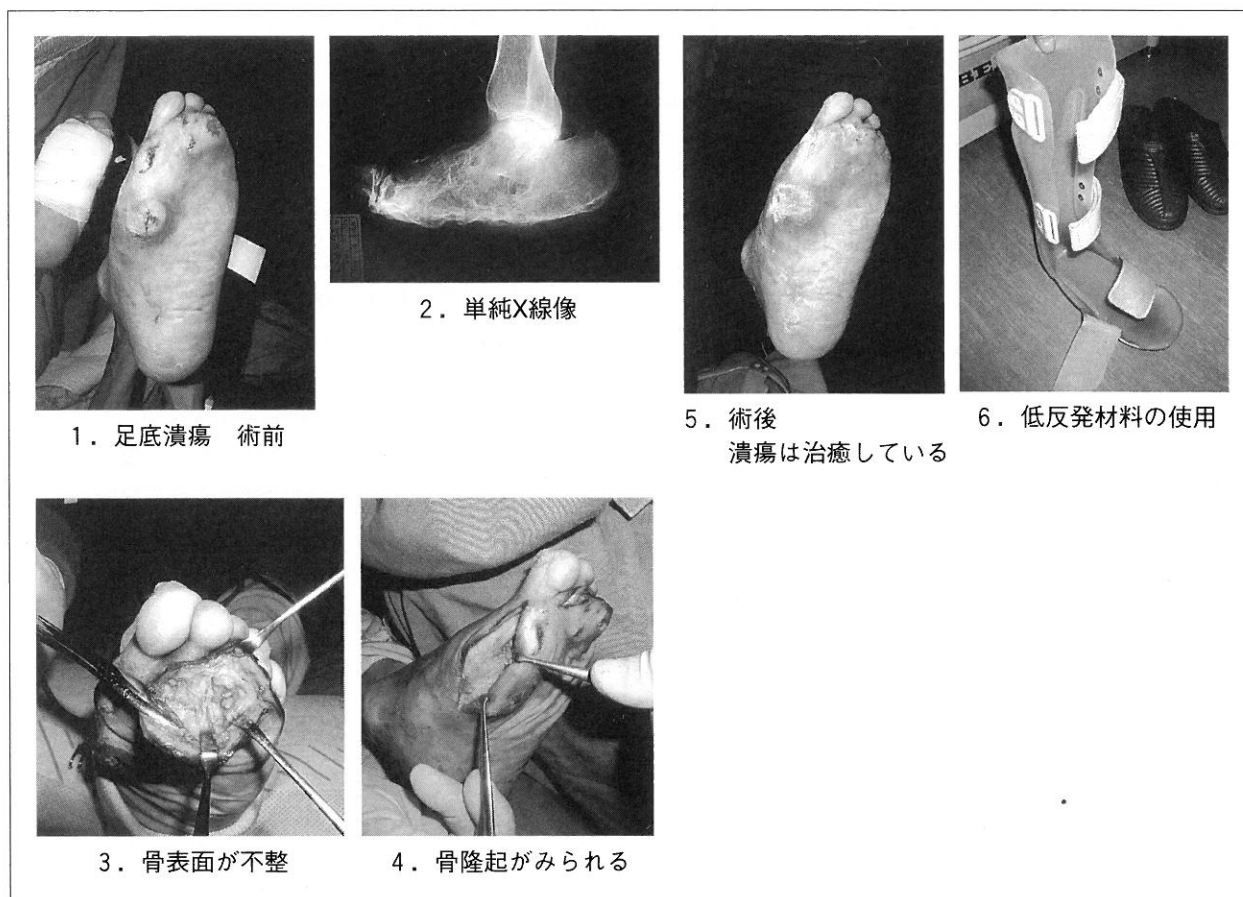 1．足底潰瘍　術前
2．単純X線像
5．術後
潰瘍は治癒している
6．低反発材料の使用
3．骨表面が不整
4．骨隆起がみられる